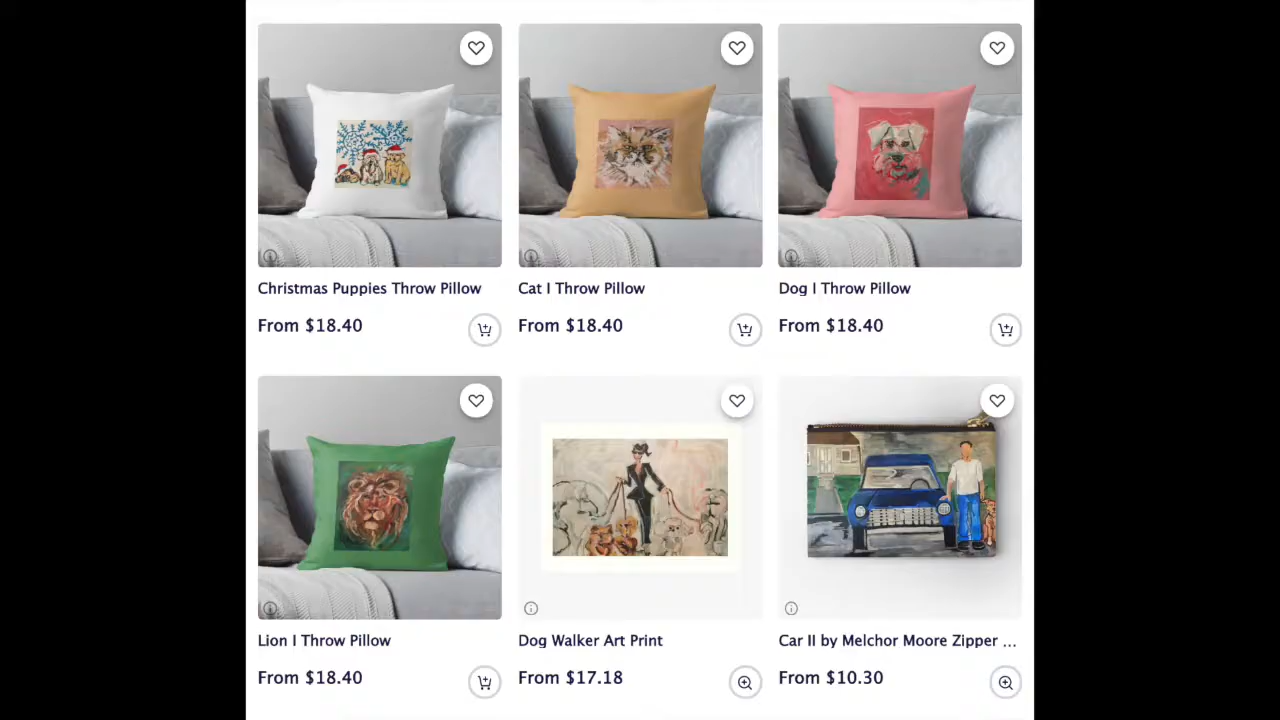 Christmas Puppies Throw Pillow
From $18.40
Cat I Throw Pillow
From $18.40
Dog I Throw Pillow
From $18.40
Lion I Throw Pillow
From $18.40
Dog Walker Art Print
From $17.18
Car II by Melchor Moore Zipper ...
From $10.30